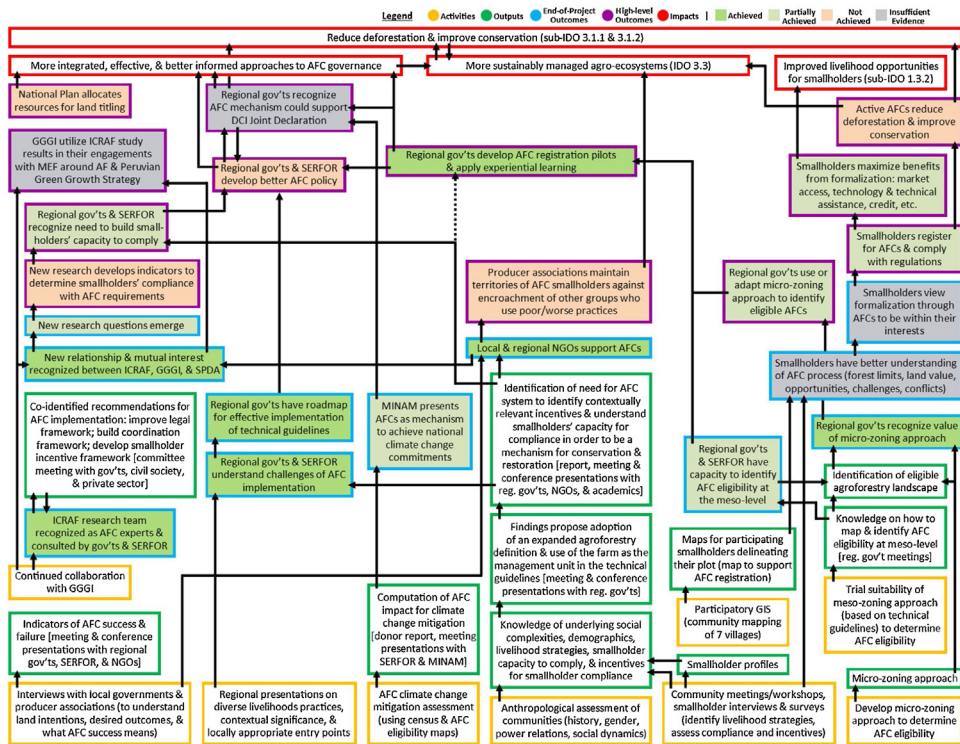 Legend
Activities
Outputs
End-of-Project
Outcomes
High-level
Outcomes
Impacts
Achieved
Partially
Achieved
Not
Achieved
Insufficient
Evidence
Reduce deforestation & improve conservation (sub-IDO 3.1.1 & 3.1.2)
More integrated, effective, & better informed approaches to AFC governance
More sustainably managed agro-ecosystems (IDO 3.3)
Improved livelihood opportunities
for smallholders (sub-IDO 1.3.2)
National Plan allocates
resources for land titling
Regional gov'ts recognize
AFC mechanism could support
DCI Joint Declaration
Active AFCs reduce
deforestation & improve
conservation
GGGI utilize ICRAF study
results in their engagements
with MEF around AF & Peruvian
Green Growth Strategy
Regional gov'ts & SERFOR
develop better AFC policy
Regional gov'ts develop AFC registration pilots
& apply experiential learning
Smallholders maximize benefits
from formalization: market
access, technology & technical
assistance, credit, etc.
Regional gov'ts & SERFOR
recognize need to build small-
holders' capacity to comply
Smallholders register
for AFCs & comply
with regulations
New research develops indicators to
determine smallholders' compliance
with AFC requirements
Producer associations maintain
territories of AFC smallholders against
encroachment of other groups who
use poor/worse practices
Regional gov'ts use or
adapt micro-zoning
approach to identify
eligible AFCs
Smallholders view
formalization through
AFCs to be within their
interests
New research questions emerge
New relationship & mutual interest
recognized between ICRAF, GGGI, & SPDA
Local & regional NGOs support AFCs
Smallholders have better understanding
of AFC process (forest limits, land value,
opportunities, challenges, conflicts)
Co-identified recommendations for
AFC implementation: improve legal
framework; build coordination
framework; develop smallholder
incentive framework [committee
meeting with gov'ts, civil society,
& private sector]
Regional gov'ts have roadmap
for effective implementation
of technical guidelines
MINAM presents
AFCs as mechanism
to achieve national
climate change
commitments
Identification of need for AFC
system to identify contextually
relevant incentives & understand
smallholders' capacity for
compliance in order to be a
mechanism for conservation &
restoration [report, meeting &
conference presentations with
reg. gov'ts, NGOs, & academics]
Regional gov'ts recognize value
of micro-zoning approach
Regional gov'ts & SERFOR
understand challenges of AFC
implementation
Regional gov'ts
& SERFOR have
capacity to identify
AFC eligibility at
the meso-level
Identification of eligible
agroforestry landscape
ICRAF research team
recognized as AFC experts &
consulted by gov'ts & SERFOR
Findings propose adoption
of an expanded agroforestry
definition & use of the farm as the
management unit in the technical
guidelines [meeting & conference
presentations with reg. gov'ts]
Maps for participating
smallholders delineating
their plot (map to support
AFC registration)
Knowledge on how to
map & identify AFC
eligibility at meso-level
[reg. gov't meetings]
Continued collaboration
with GGGI
Computation of AFC
impact for climate
change mitigation
[donor report, meeting
presentations with
SERFOR & MINAM]
Participatory GIS
(community mapping
of 7 villages)
Trial suitability of
meso-zoning approach
(based on technical
guidelines) to determine
AFC eligibility
Indicators of AFC success &
failure [meeting & conference
presentations with regional
gov'ts, SERFOR, & NGOs]
Knowledge of underlying social
complexities, demographics,
livelihood strategies, smallholder
capacity to comply, & incentives
for smallholder compliance
Smallholder profiles
Micro-zoning approach
Interviews with local governments &
producer associations (to understand
land intentions, desired outcomes, &
what AFC success means)
Regional presentations on
diverse livelihoods practices,
contextual significance, &
locally appropriate entry points
AFC climate change
mitigation assessment
(using census & AFC
eligibility maps)
Anthropological assessment of
communities (history, gender,
power relations, social dynamics)
Community meetings/workshops,
smallholder interviews & surveys
(identify livelihood strategies,
assess compliance and incentives)
Develop micro-zoning
approach to determine
AFC eligibility